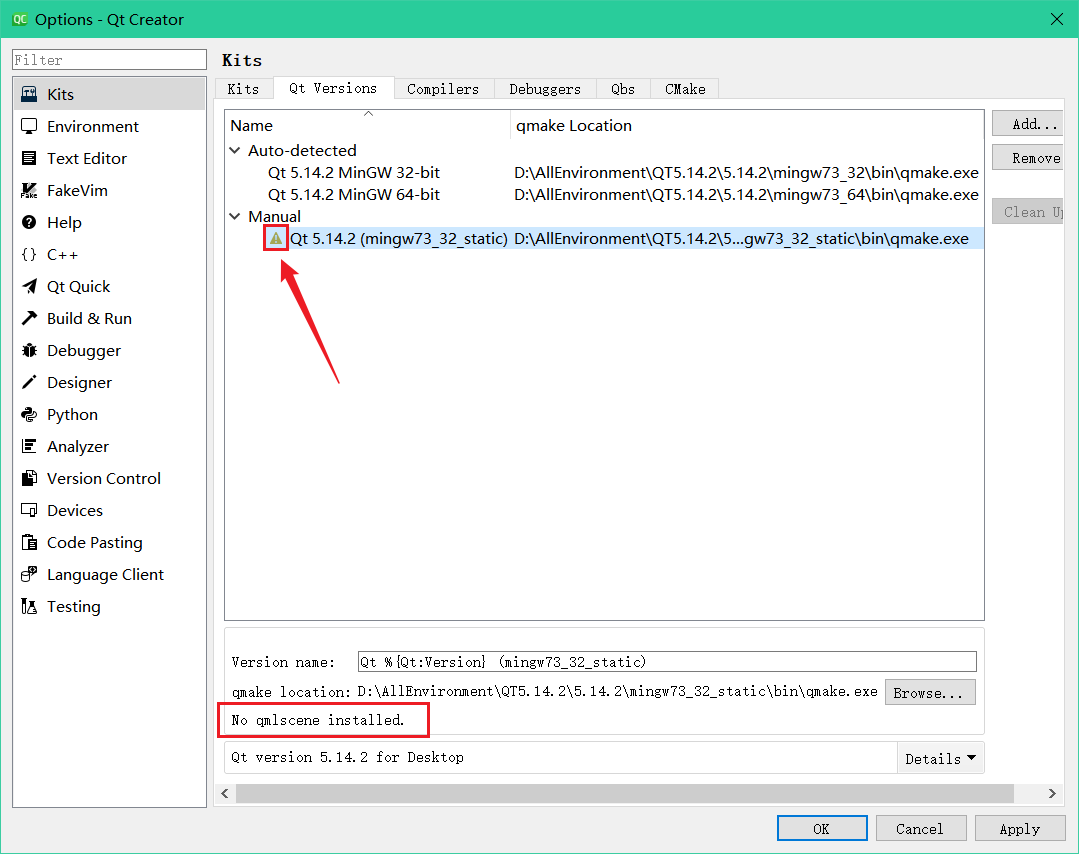 QC Options - Qt Creator
Filter
Kits
Environment
Text Editor
FakeVim
Help
C++
Qt Quick
Build & Run
Debugger
Designer
Python
Analyzer
Version Control
Devices
Code Pasting
Language Client
Testing
Kits
Kits Qt Versions Compilers Debuggers Qbs CMake
Name qmake Location
Auto-detected
Qt 5.14.2 MinGW 32-bit D:\AllEnvironment\QT5.14.2\5.14.2\mingw73_32\bin\qmake.exe
Qt 5.14.2 MinGW 64-bit D:\AllEnvironment\QT5.14.2\5.14.2\mingw73_64\bin\qmake.exe
Manual
Qt 5.14.2 (mingw73_32_static) D:\AllEnvironment\QT5.14.2\5...gw73_32_static\bin\qmake.exe
Add...
Remove
Clean U
Version name: Qt %{Qt:Version} (mingw73_32_static)
qmake location: D:\AllEnvironment\QT5.14.2\5.14.2\mingw73_32_static\bin\qmake.exe Browse...
No qmlscene installed.
Qt version 5.14.2 for Desktop Details
OK Cancel Apply